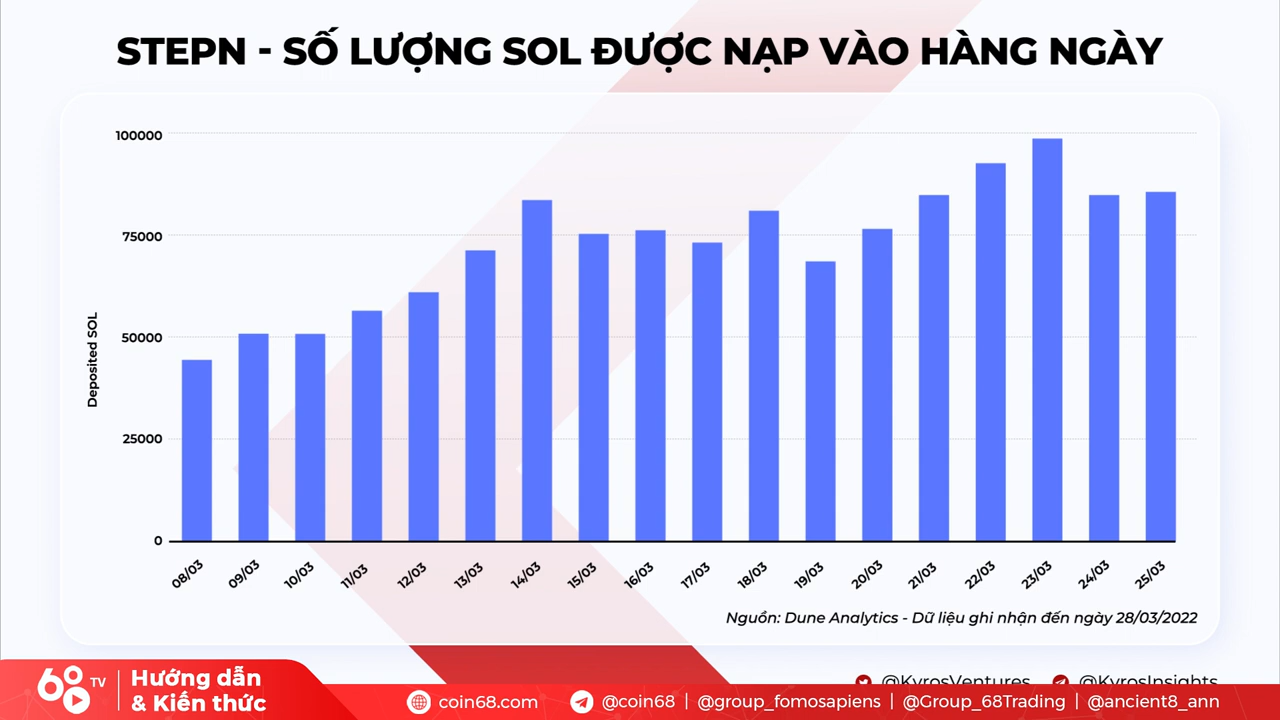 STEPN - SỐ LƯỢNG SOL ĐƯỢC NẠP VÀO HÀNG NGÀY
100000
75000
50000
25000
0
Deposited SOL
08/03 09/03 10/03 11/03 12/03 13/03 14/03 15/03 16/03 17/03 18/03 19/03 20/03 21/03 22/03 23/03 24/03 25/03
Nguồn: Dune Analytics - Dữ liệu ghi nhận đến ngày 28/03/2022
@KyrosVentures @KyrosInsights
68 TV
Hướng dẫn
& Kiến thức
coin68.com @coin68 | @group_fomosapiens | @Group_68Trading | @ancient8_ann